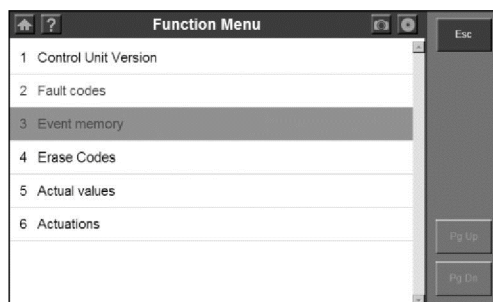 ?
Function Menu
Esc
1 Control Unit Version
2 Fault codes
3 Event memory
4 Erase Codes
5 Actual values
6 Actuations
Pg Up
Pg Dn